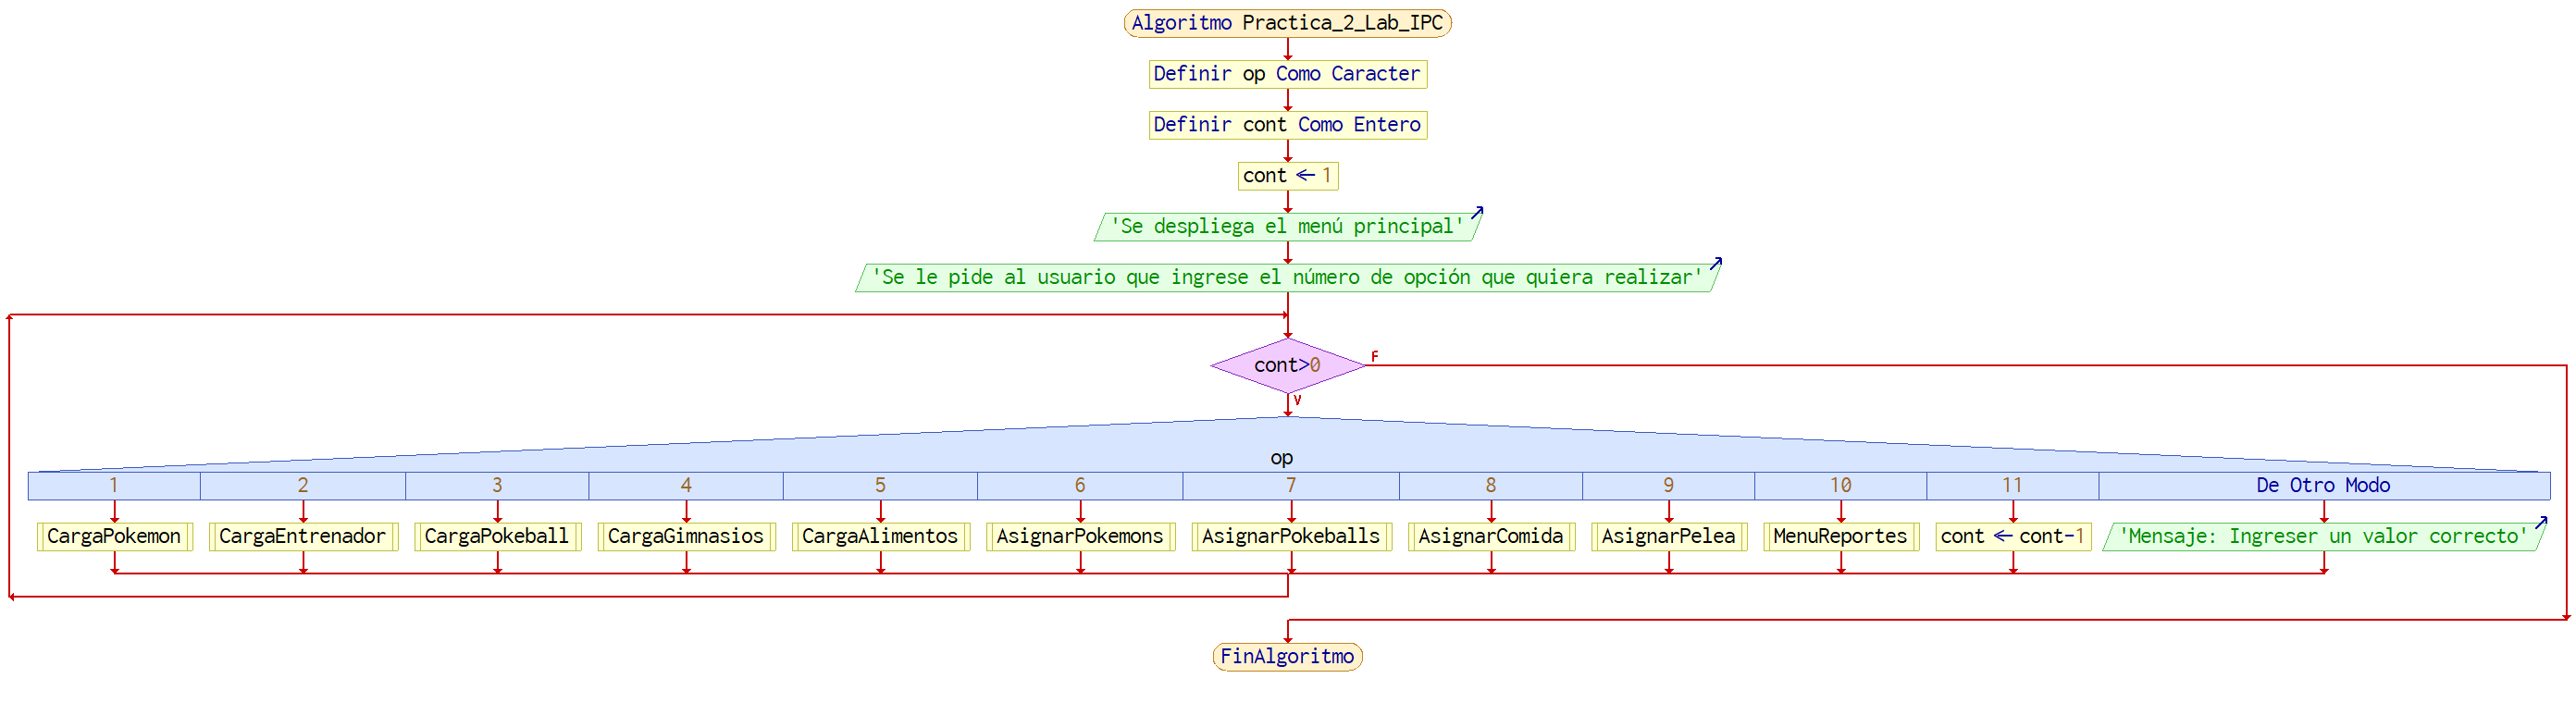 Algoritmo Practica_2_Lab_IPC
Definir op Como Caracter
Definir cont Como Entero
cont ← 1
'Se despliega el menú principal'
'Se le pide al usuario que ingrese el número de opción que quiera realizar'
cont>0
F
V
op
1 2 3 4 5 6 7 8 9 10 11 De Otro Modo
CargaPokemon CargaEntrenador CargaPokeball CargaGimnasios CargaAlimentos AsignarPokemons AsignarPokeballs AsignarComida AsignarPelea MenuReportes cont ← cont-1 'Mensaje: Ingreser un valor correcto'
FinAlgoritmo